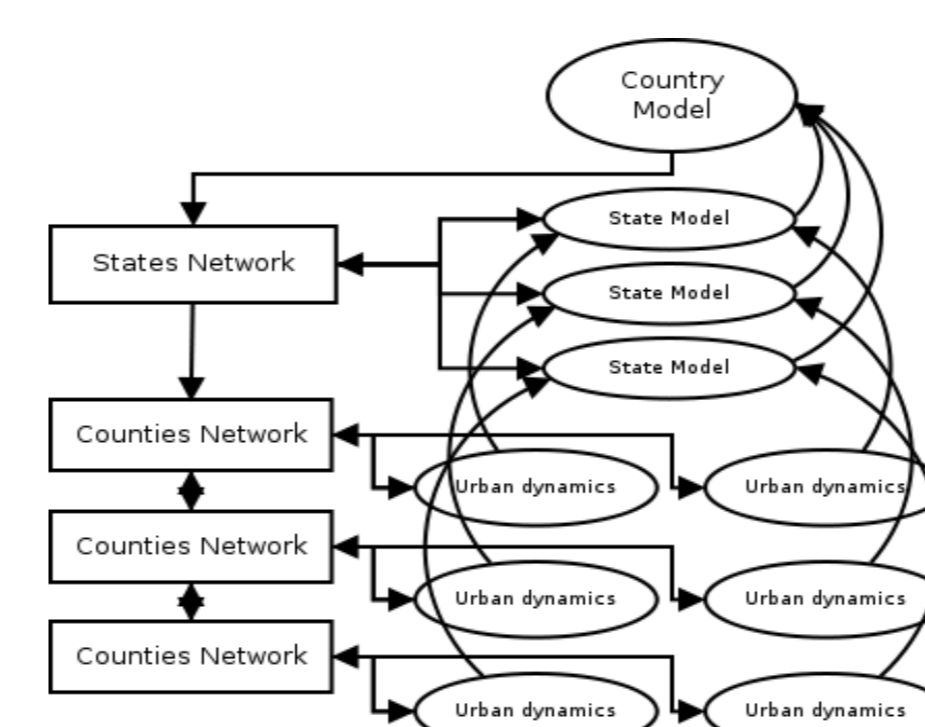 Country
Model
State Model
States Network
State Model
State Model
Counties Network
Urban dynamics
Urban dynamics
Counties Network
Urban dynamics
Urban dynamics
Counties Network
Urban dynamics
Urban dynamics